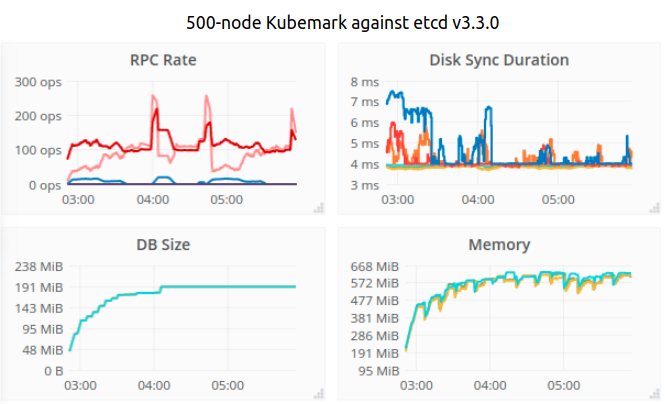 500-node Kubemark against etcd v3.3.0
RPC Rate
300 ops
200 ops
100 ops
0 ops
03:00 04:00 05:00
Disk Sync Duration
8 ms
7 ms
6 ms
5 ms
4 ms
3 ms
03:00 04:00 05:00
DB Size
238 MiB
191 MiB
143 MiB
95 MiB
48 MiB
0 B
03:00 04:00 05:00
Memory
668 MiB
572 MiB
477 MiB
381 MiB
286 MiB
191 MiB
95 MiB
03:00 04:00 05:00